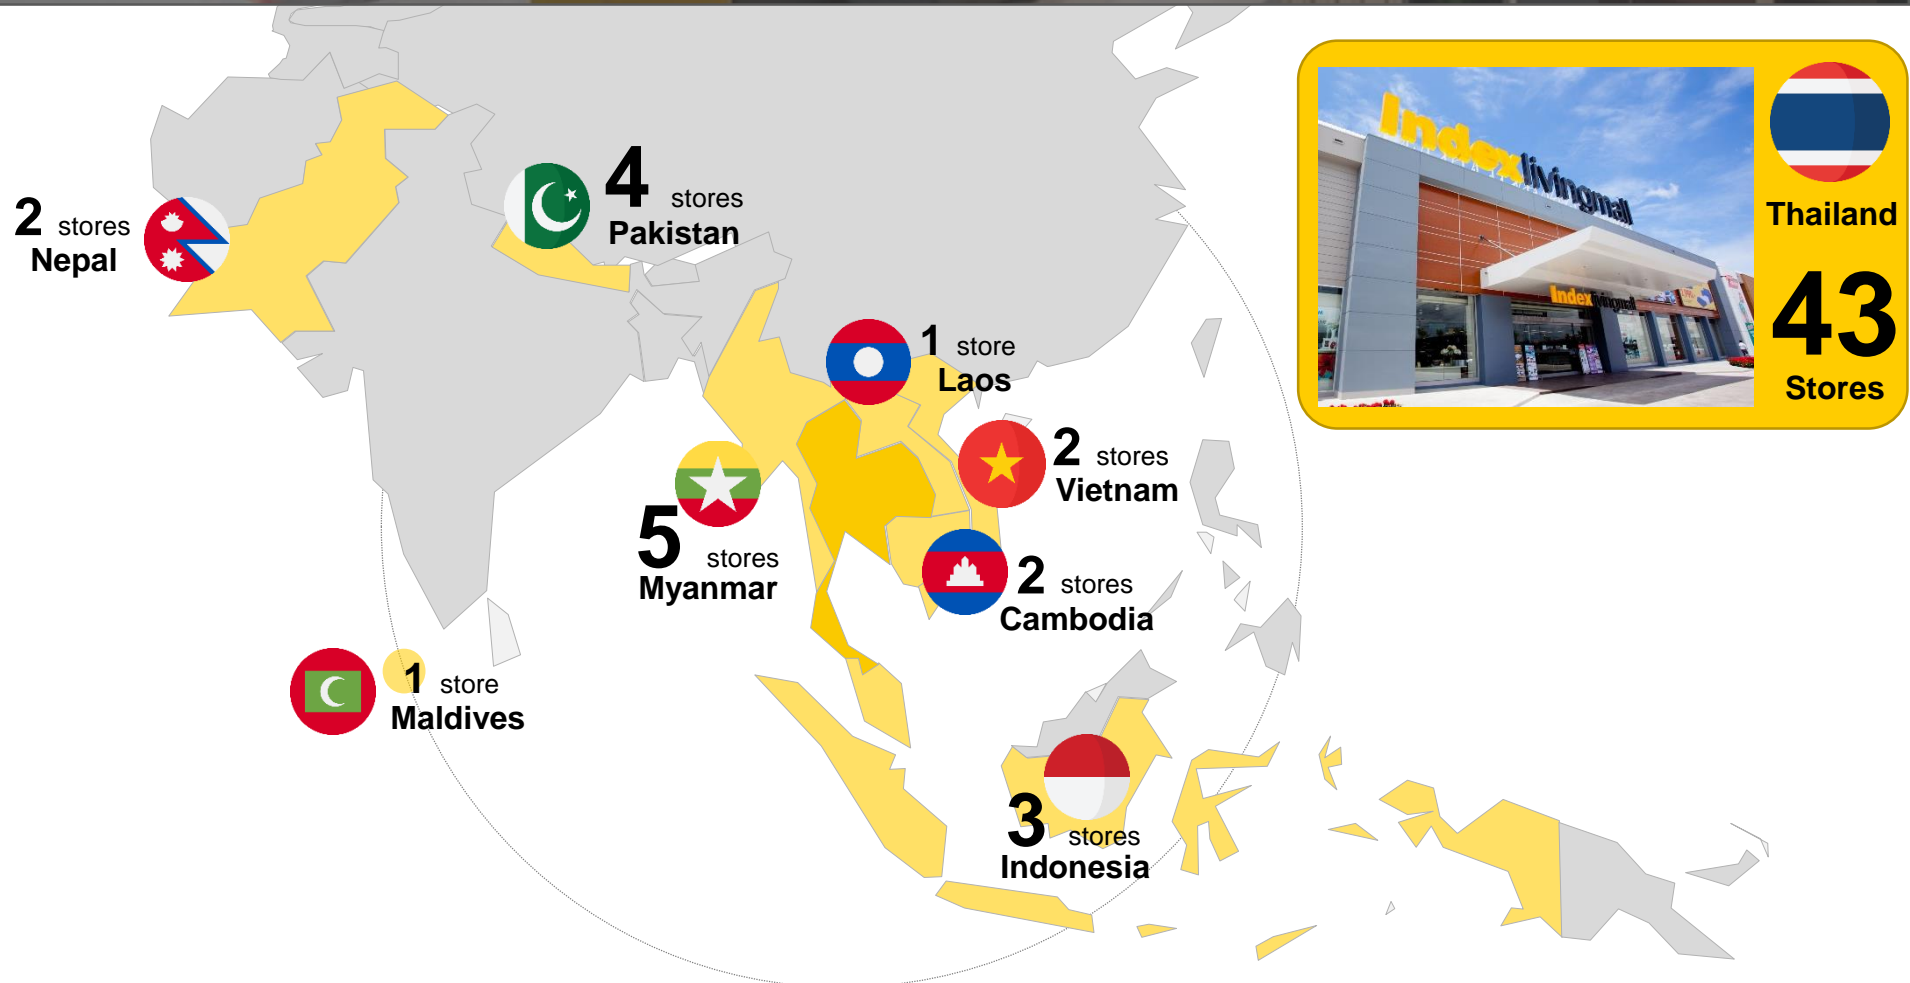 2 stores
Nepal
4 stores
Pakistan
1 store
Laos
2 stores
Vietnam
5 stores
Myanmar
2 stores
Cambodia
1 store
Maldives
3 stores
Indonesia
Index livingmall
Index livingmall
Thailand
43
Stores